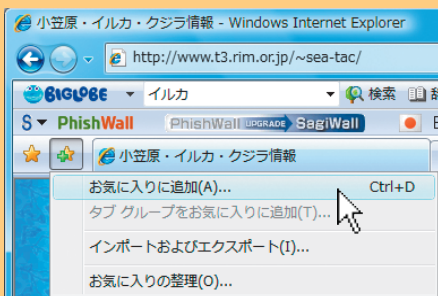 小笠原・イルカ・クジラ情報 - Windows Internet Explorer
http://www.t3.rim.or.jp/~sea-tac/
BIGLOBE イルカ 検索
S PhishWall PhishWall UPGRADE SagiWall
小笠原・イルカ・クジラ情報
お気に入りに追加(A)... Ctrl+D
タブ グループをお気に入りに追加(T)...
インポートおよびエクスポート(I)...
お気に入りの整理(O)...